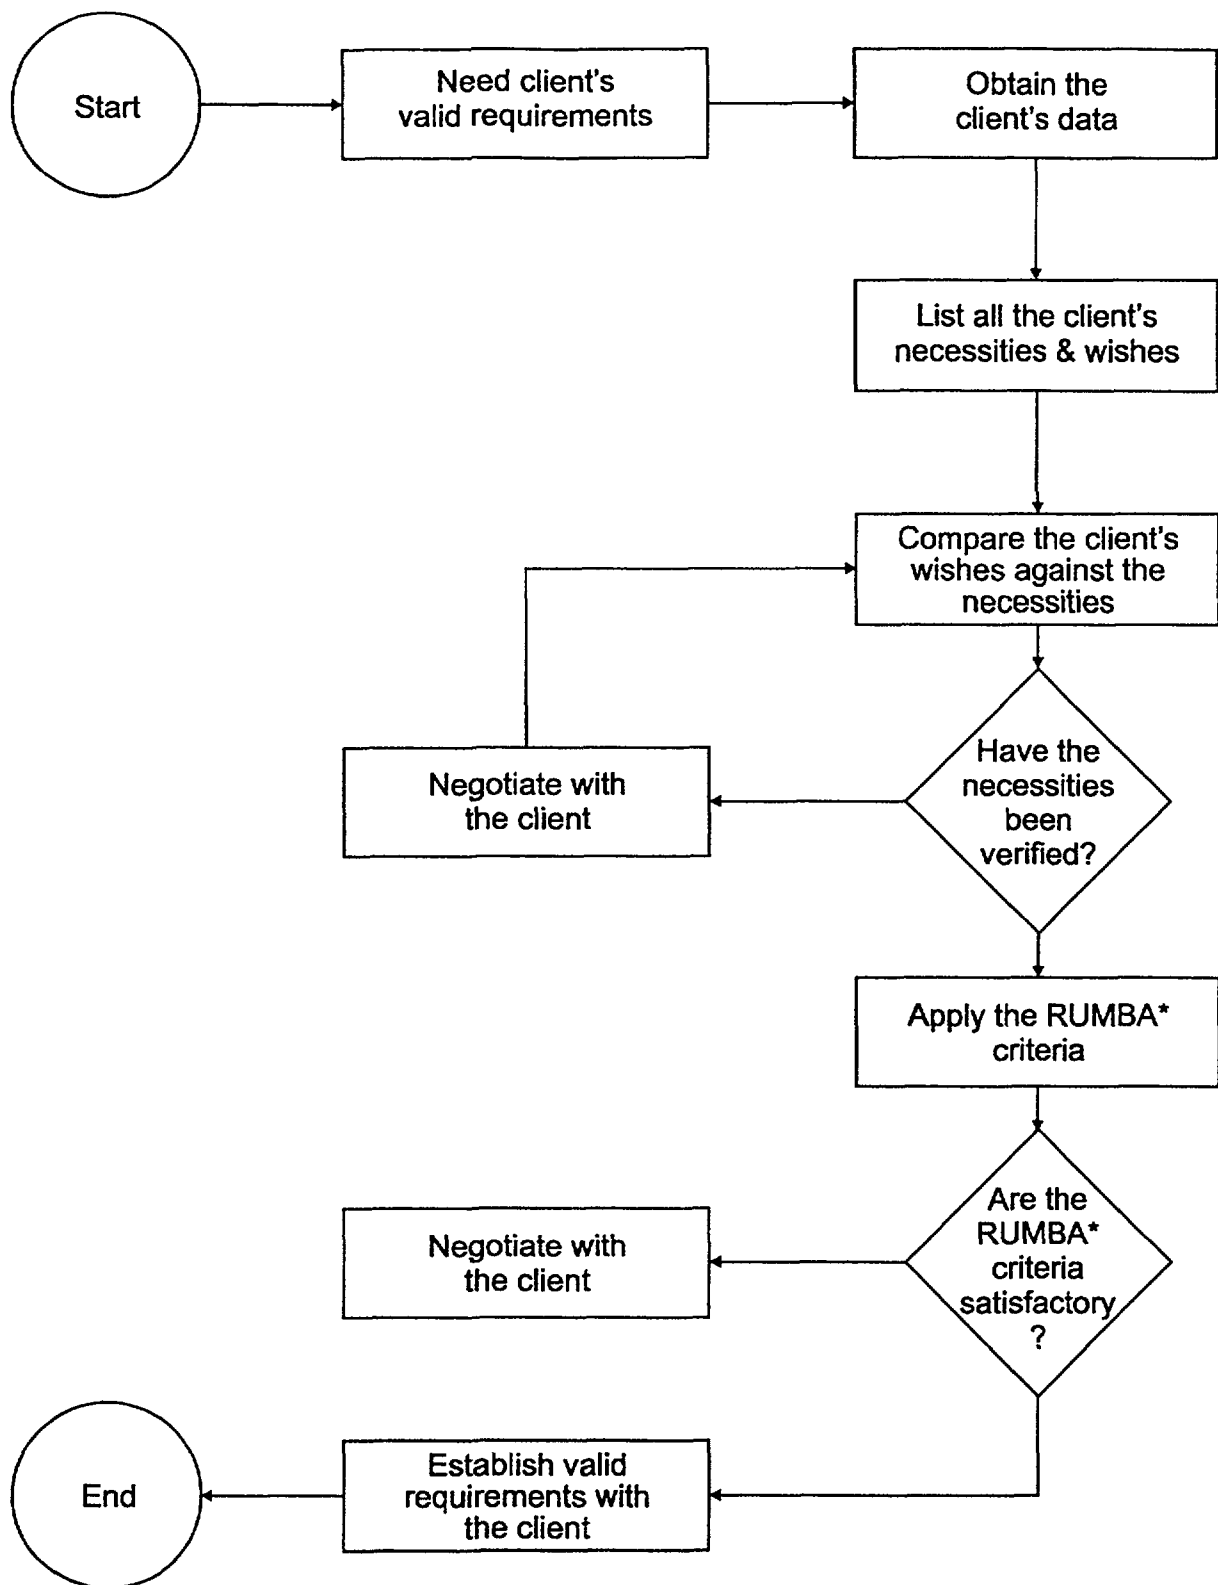 Start
Need client's
valid requirements
Obtain the
client's data
List all the client's
necessities & wishes
Compare the client's
wishes against the
necessities
Have the
necessities
been
verified?
Negotiate with
the client
Apply the RUMBA*
criteria
Are the
RUMBA*
criteria
satisfactory
?
Negotiate with
the client
Establish valid
requirements with
the client
End